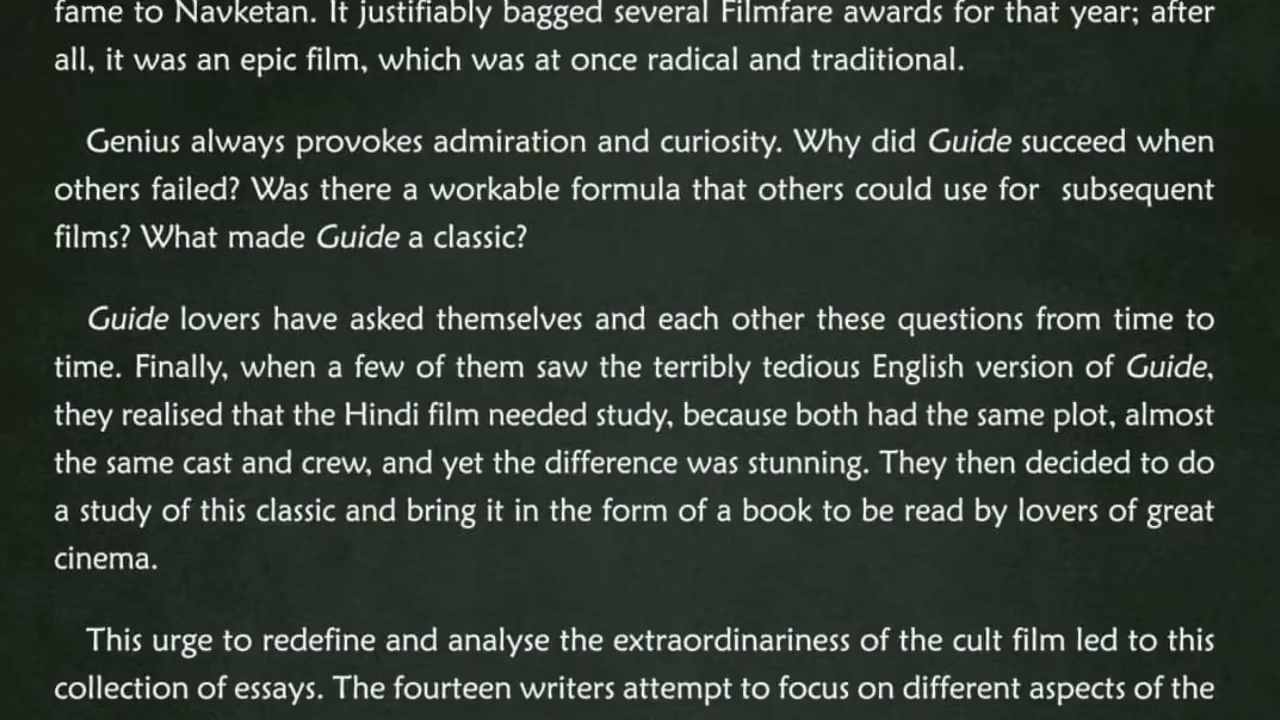 fame to Navketan. It justifiably bagged several Filmfare awards for that year; after
all, it was an epic film, which was at once radical and traditional.
Genius always provokes admiration and curiosity. Why did Guide succeed when
others failed? Was there a workable formula that others could use for subsequent
films? What made Guide a classic?
Guide lovers have asked themselves and each other these questions from time to
time. Finally, when a few of them saw the terribly tedious English version of Guide,
they realised that the Hindi film needed study, because both had the same plot, almost
the same cast and crew, and yet the difference was stunning. They then decided to do
a study of this classic and bring it in the form of a book to be read by lovers of great
cinema.
This urge to redefine and analyse the extraordinariness of the cult film led to this
collection of essays. The fourteen writers attempt to focus on different aspects of the